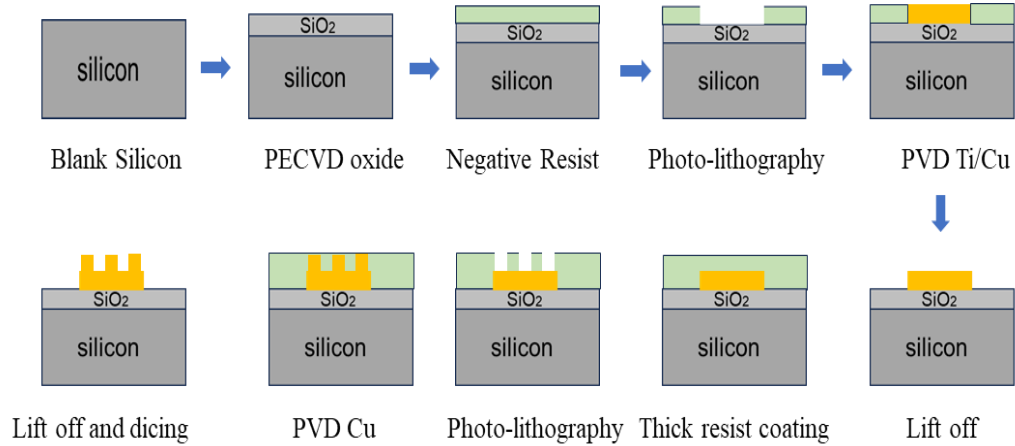 silicon
Blank Silicon
SiO2
silicon
PECVD oxide
SiO2
silicon
Negative Resist
SiO2
silicon
Photo-lithography
SiO2
silicon
PVD Ti/Cu
SiO2
silicon
Lift off and dicing
SiO2
silicon
PVD Cu
SiO2
silicon
Photo-lithography
SiO2
silicon
Thick resist coating
SiO2
silicon
Lift off